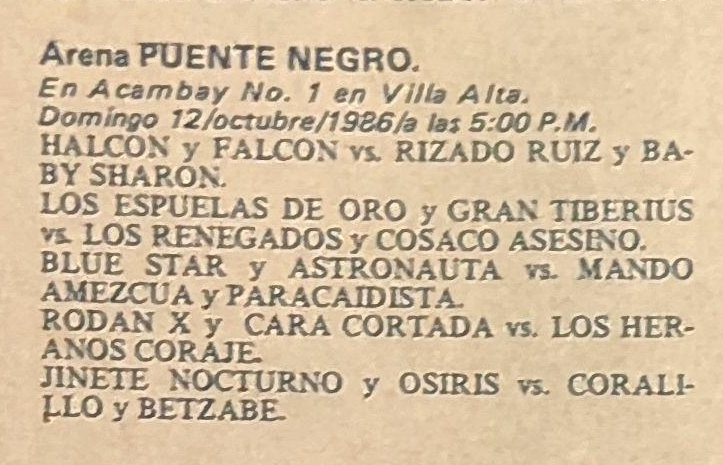 Arena PUENTE NEGRO.
En Acambay No. 1 en Villa Alta.
Domingo 12/octubre/1986/a las 5:00 P.M.
HALCON y FALCON vs. RIZADO RUIZ y BA-
BY SHARON.
LOS ESPUELAS DE ORO y GRAN TIBERIUS
vs. LOS RENEGADOS y COSACO ASESINO.
BLUE STAR y ASTRONAUTA vs. MANDO
AMEZCUA y PARACAIDISTA.
RODAN X y CARA CORTADA vs. LOS HER-
ANOS CORAJE.
JINETE NOCTURNO y OSIRIS vs. CORALI-
LLO y BETZABE.